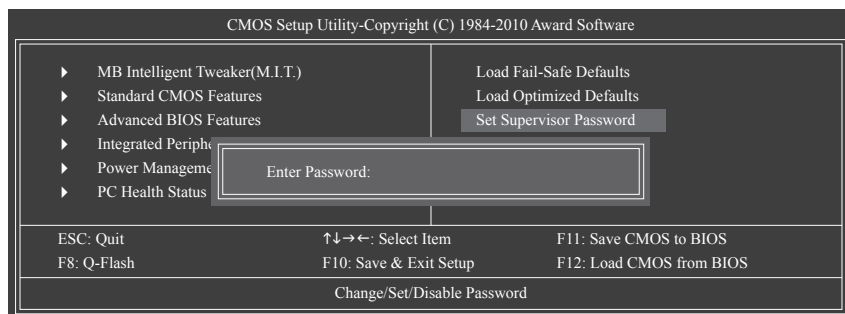 CMOS Setup Utility-Copyright (C) 1984-2010 Award Software
MB Intelligent Tweaker(M.I.T.)
Standard CMOS Features
Advanced BIOS Features
Integrated Periphe
Power Manageme
PC Health Status
Load Fail-Safe Defaults
Load Optimized Defaults
Set Supervisor Password
Enter Password:
ESC: Quit ↑↓→←: Select Item F11: Save CMOS to BIOS
F8: Q-Flash F10: Save & Exit Setup F12: Load CMOS from BIOS
Change/Set/Disable Password